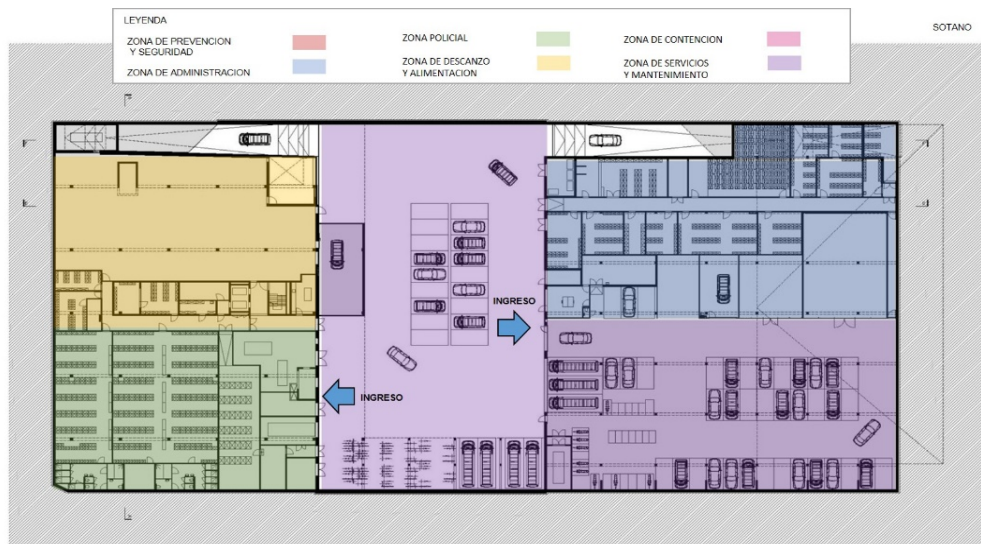 LEYENDA
SOTANO
ZONA DE PREVENCION
Y SEGURIDAD
ZONA POLICIAL
ZONA DE CONTENCION
ZONA DE ADMINISTRACION
ZONA DE DESCANZO
Y ALIMENTACION
ZONA DE SERVICIOS
Y MANTENIMIENTO
INGRESO
INGRESO